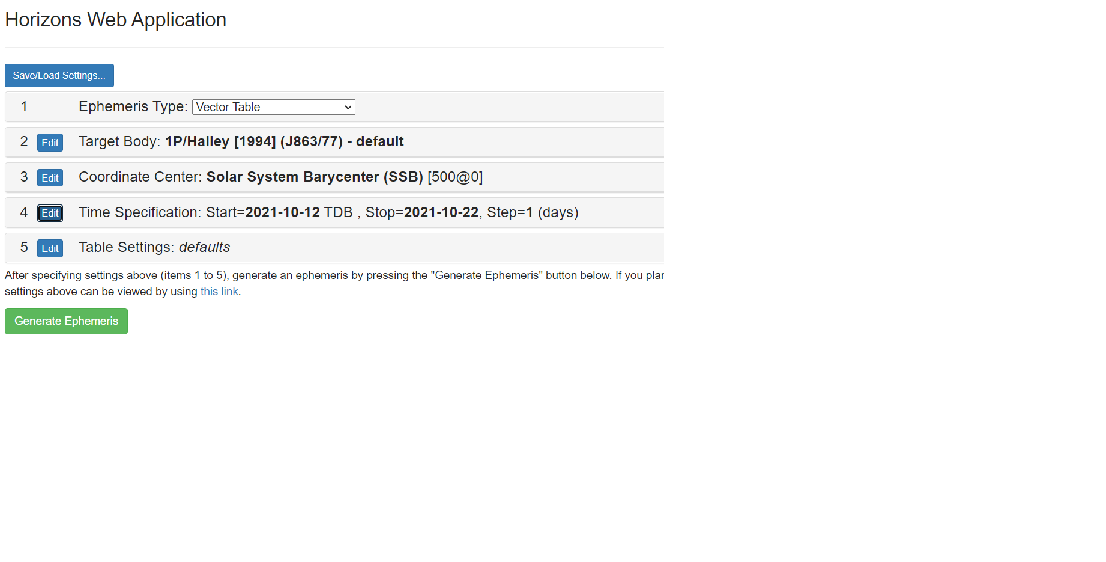 Horizons Web Application
Save/Load Settings...
1 Ephemeris Type: Vector Table
2 Edit Target Body: 1P/Halley [1994] (J863/77) - default
3 Edit Coordinate Center: Solar System Barycenter (SSB) [500@0]
4 Edit Time Specification: Start=2021-10-12 TDB , Stop=2021-10-22, Step=1 (days)
5 Edit Table Settings: defaults
After specifying settings above (items 1 to 5), generate an ephemeris by pressing the "Generate Ephemeris" button below. If you plan
settings above can be viewed by using this link.
Generate Ephemeris